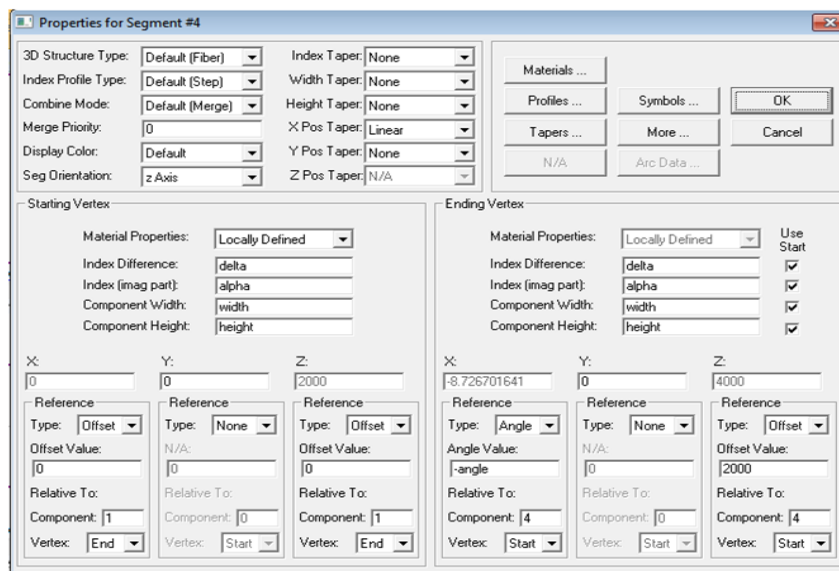 Properties for Segment #4
3D Structure Type: Default (Fiber)
Index Profile Type: Default (Step)
Combine Mode: Default (Merge)
Merge Priority: 0
Display Color: Default
Seg Orientation: z Axis
Index Taper: None
Width Taper: None
Height Taper: None
X Pos Taper: Linear
Y Pos Taper: None
Z Pos Taper: N/A
Materials ...
Profiles ... Symbols ... OK
Tapers ... More ... Cancel
N/A Arc Data ...
Starting Vertex
Material Properties: Locally Defined
Index Difference: delta
Index (imag part): alpha
Component Width: width
Component Height: height
X: Y: Z:
0 0 2000
Reference Reference Reference
Type: Offset Type: None Type: Offset
Offset Value: N/A: Offset Value:
0 0 0
Relative To: Relative To: Relative To:
Component: 1 Component: 0 Component: 1
Vertex: End Vertex: Start Vertex: End
Ending Vertex
Material Properties: Locally Defined Use Start
Index Difference: delta
Index (imag part): alpha
Component Width: width
Component Height: height
X: Y: Z:
-8.726701641 0 4000
Reference Reference Reference
Type: Angle Type: None Type: Offset
Angle Value: N/A: Offset Value:
-angle 0 2000
Relative To: Relative To: Relative To:
Component: 4 Component: 0 Component: 4
Vertex: Start Vertex: Start Vertex: Start